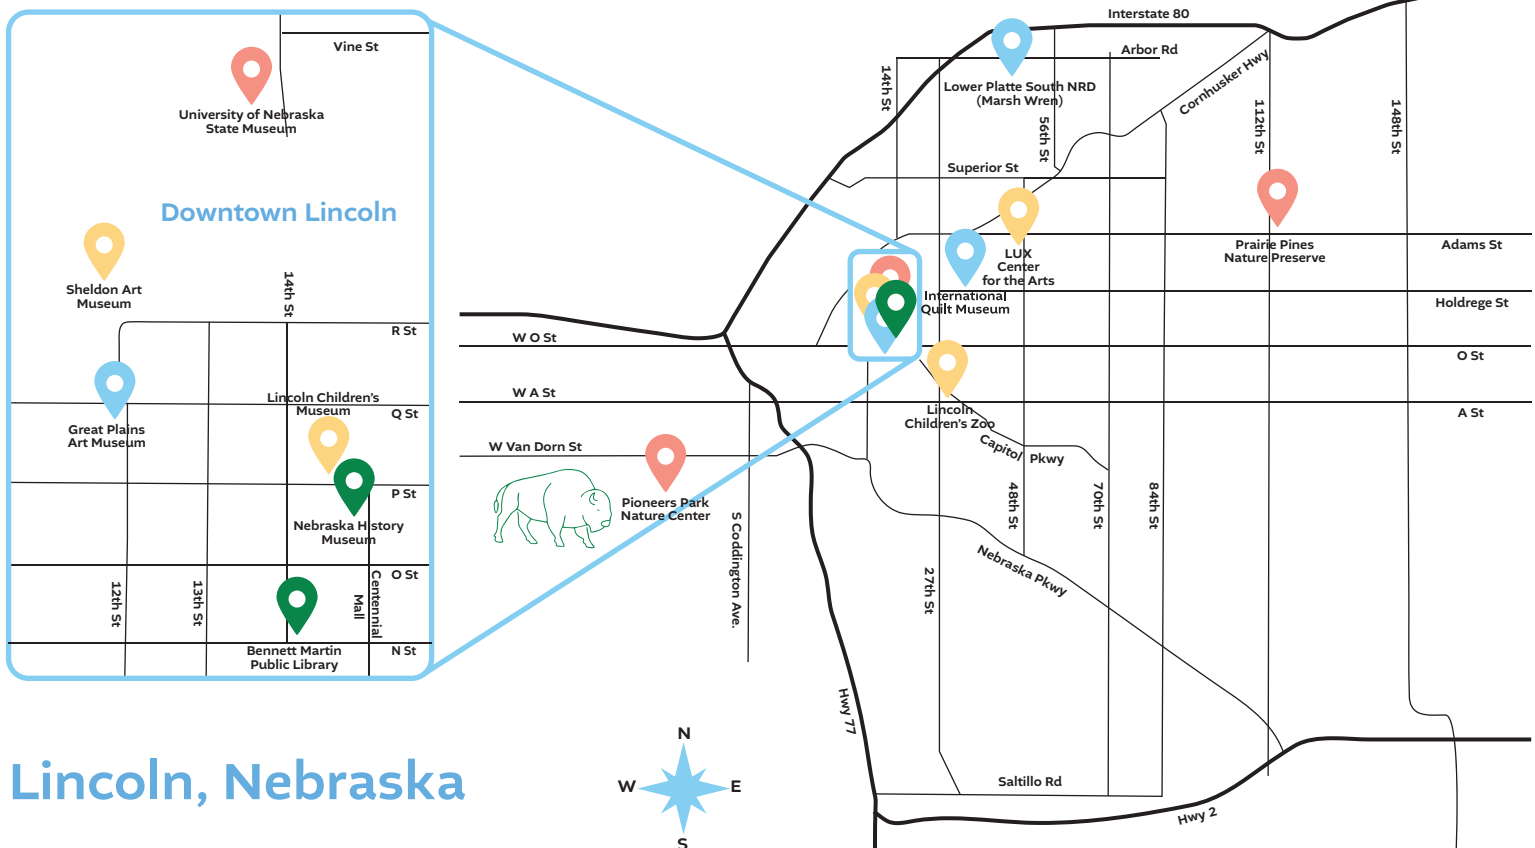 Vine St
University of Nebraska
State Museum
Downtown Lincoln
Sheldon Art
Museum
14th St
R St
Lincoln Children's
Museum
Q St
Great Plains
Art Museum
P St
Nebraska History
Museum
O St
12th St
13th St
Centennial
Mall
Bennett Martin
Public Library
N St
Interstate 80
Arbor Rd
14th St
Lower Platte South NRD
(Marsh Wren)
Cornhusker Hwy
56th St
112th St
148th St
Superior St
LUX
Center
for the Arts
Prairie Pines
Nature Preserve
Adams St
International
Quilt Museum
Holdrege St
W O St
O St
W A St
A St
Lincoln
Children's Zoo
Capitol Pkwy
W Van Dorn St
Pioneers Park
Nature Center
S Coddington Ave.
48th St
70th St
84th St
Nebraska Pkwy
27th St
Hwy 77
Saltillo Rd
Hwy 2
Lincoln, Nebraska
N
W
E
S